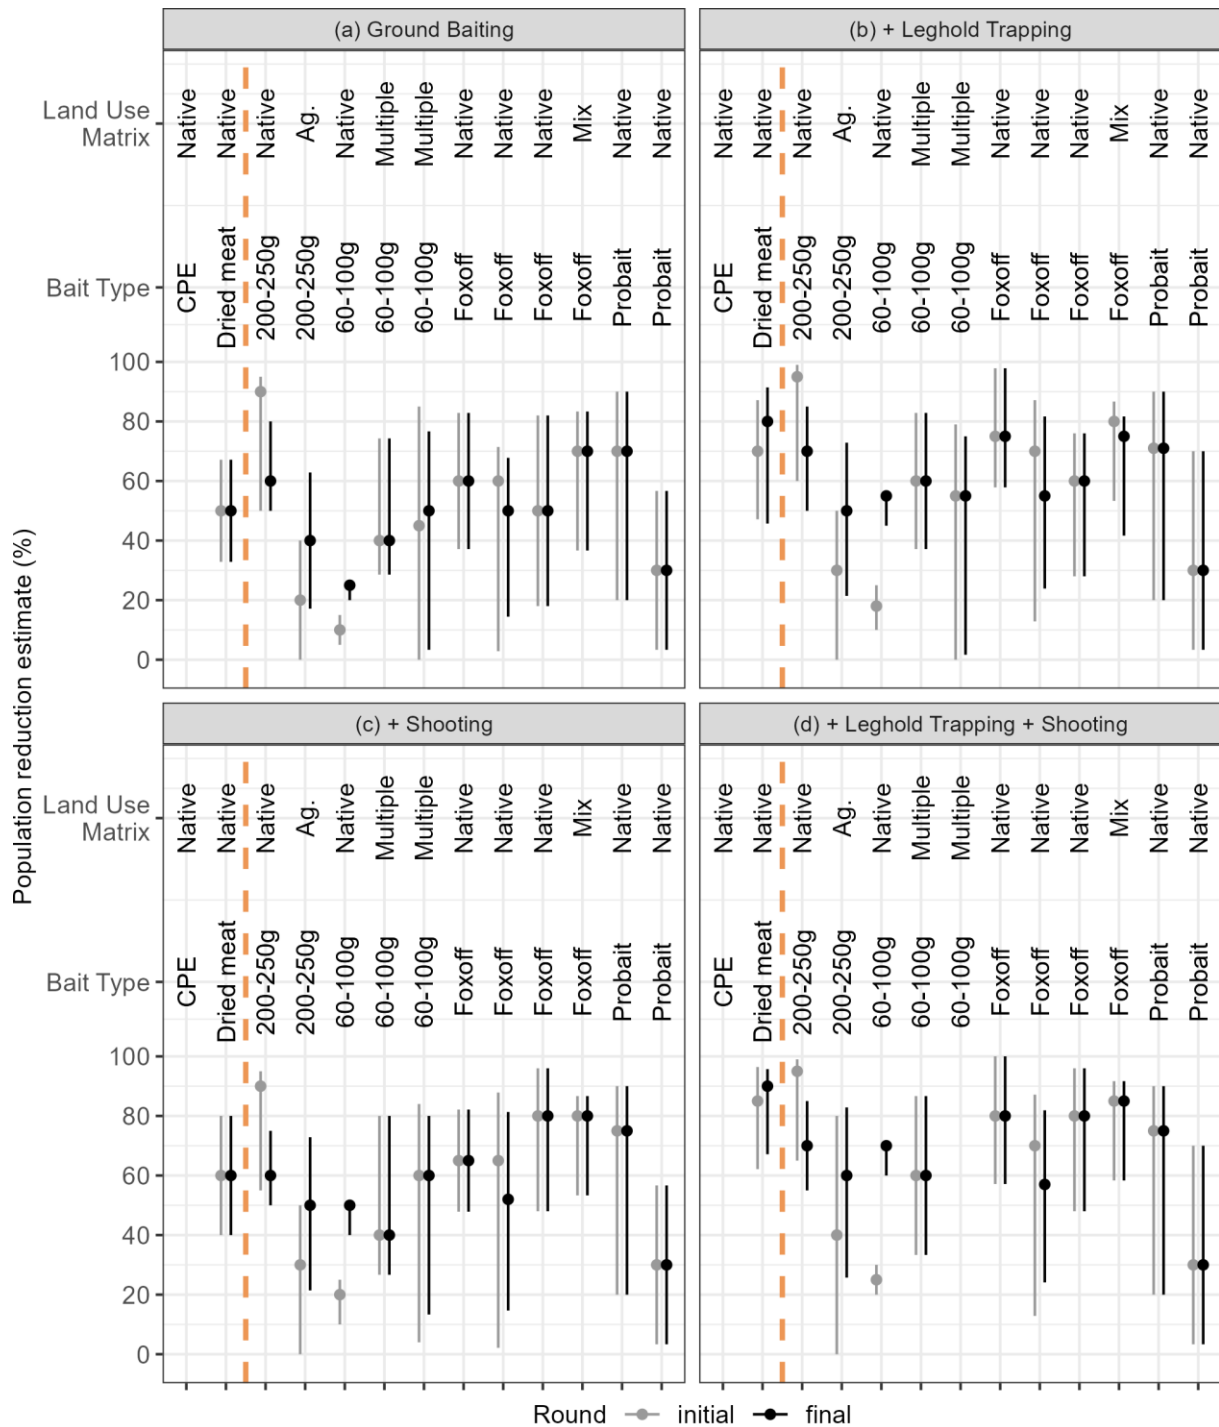 (a) Ground Baiting
(b) + Leghold Trapping
Land Use
Matrix
Native Native Native Ag. Native Multiple Multiple Native Native Native Mix Native Native
Native Native Native Ag. Native Multiple Multiple Native Native Native Mix Native Native
Bait Type
CPE Dried meat 200-250g 200-250g 60-100g 60-100g 60-100g Foxoff Foxoff Foxoff Foxoff Probait Probait
CPE Dried meat 200-250g 200-250g 60-100g 60-100g 60-100g Foxoff Foxoff Foxoff Foxoff Probait Probait
100
80
60
40
20
0
Population reduction estimate (%)
(c) + Shooting
(d) + Leghold Trapping + Shooting
Land Use
Matrix
Native Native Native Ag. Native Multiple Multiple Native Native Native Mix Native Native
Native Native Native Ag. Native Multiple Multiple Native Native Native Mix Native Native
Bait Type
CPE Dried meat 200-250g 200-250g 60-100g 60-100g 60-100g Foxoff Foxoff Foxoff Foxoff Probait Probait
CPE Dried meat 200-250g 200-250g 60-100g 60-100g 60-100g Foxoff Foxoff Foxoff Foxoff Probait Probait
100
80
60
40
20
0
Round initial final